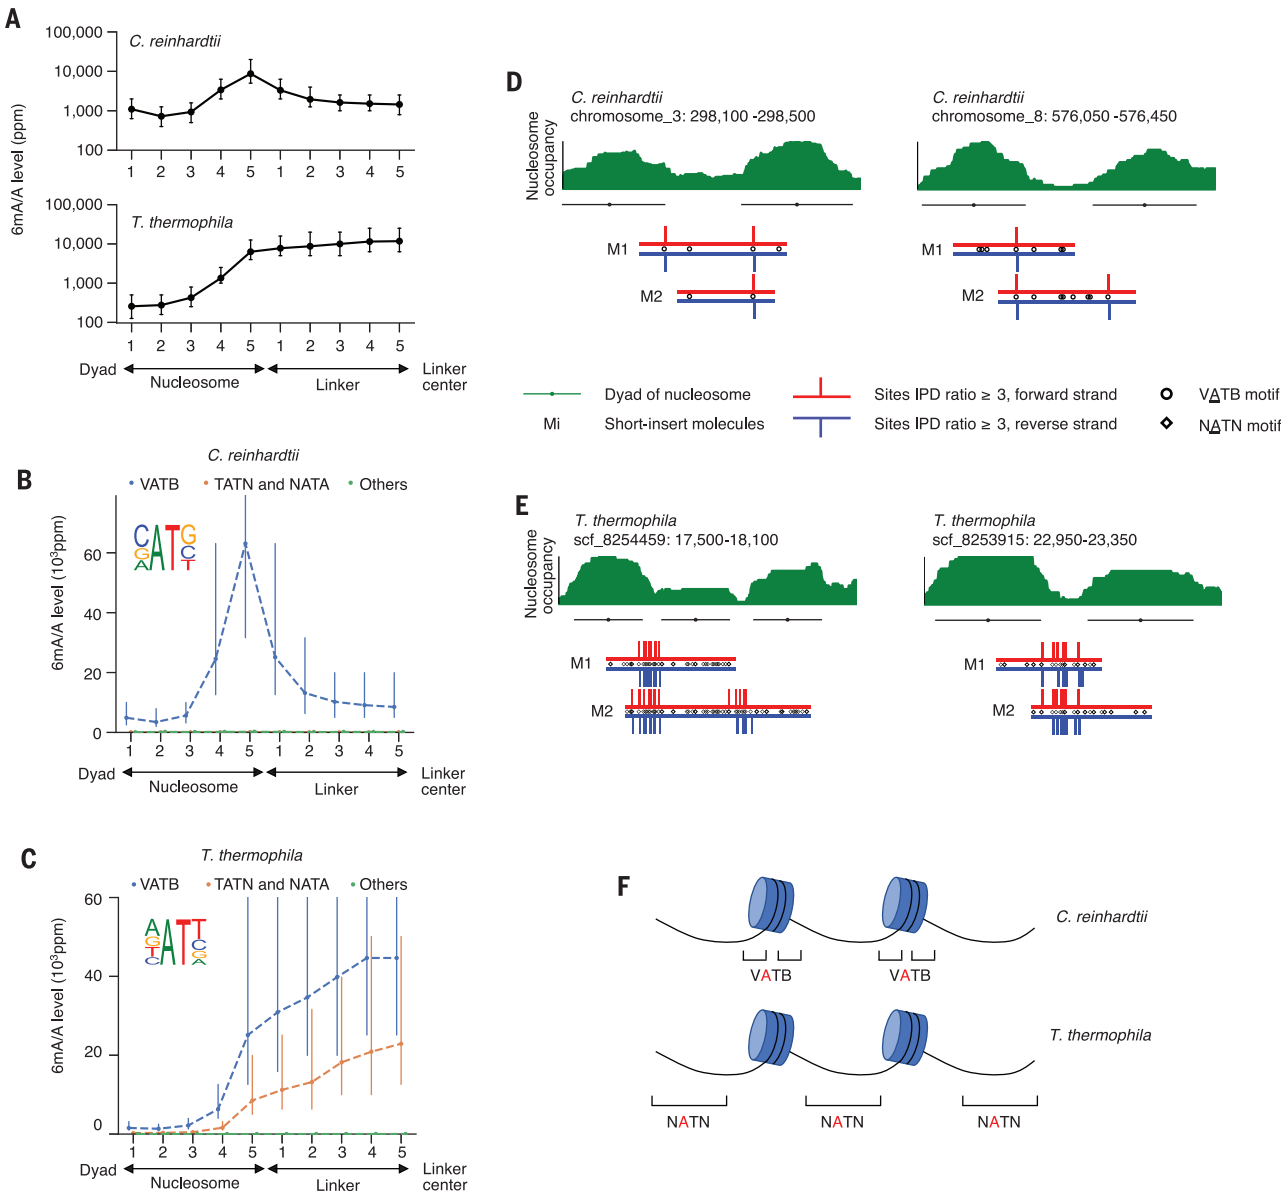 A
C. reinhardtii
100,000
10,000
1,000
100
1 2 3 4 5 1 2 3 4 5
6mA/A level (ppm)
T. thermophila
100,000
10,000
1,000
100
1 2 3 4 5 1 2 3 4 5
Dyad
Nucleosome
Linker
Linker center
B
C. reinhardtii
VATB
TATN and NATA
Others
CATG
GATC
AT
6mA/A level (10³ppm)
60
40
20
0
1 2 3 4 5 1 2 3 4 5
Dyad
Nucleosome
Linker
Linker center
C
T. thermophila
VATB
TATN and NATA
Others
AGTC
AT
TCGA
6mA/A level (10³ppm)
60
40
20
0
1 2 3 4 5 1 2 3 4 5
Dyad
Nucleosome
Linker
Linker center
D
C. reinhardtii
chromosome_3: 298,100 -298,500
C. reinhardtii
chromosome_8: 576,050 -576,450
Nucleosome occupancy
M1
M2
M1
M2
Dyad of nucleosome
Sites IPD ratio ≥ 3, forward strand
VATB motif
Mi
Short-insert molecules
Sites IPD ratio ≥ 3, reverse strand
NATN motif
E
T. thermophila
scf_8254459: 17,500-18,100
T. thermophila
scf_8253915: 22,950-23,350
Nucleosome occupancy
M1
M2
M1
M2
F
C. reinhardtii
VATB
VATB
T. thermophila
NATN
NATN
NATN